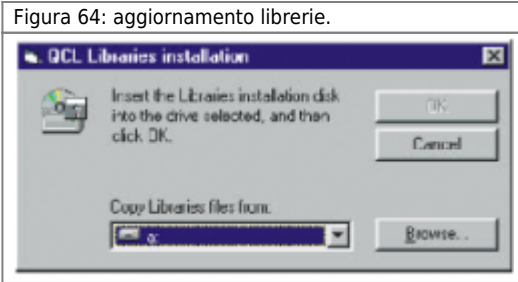 Figura 64: aggiornamento librerie.
QCL Libraries installation
Insert the Libraries installation disk
into the drive selected, and then
click OK.
OK
Cancel
Copy Libraries files from:
a:
Browse...